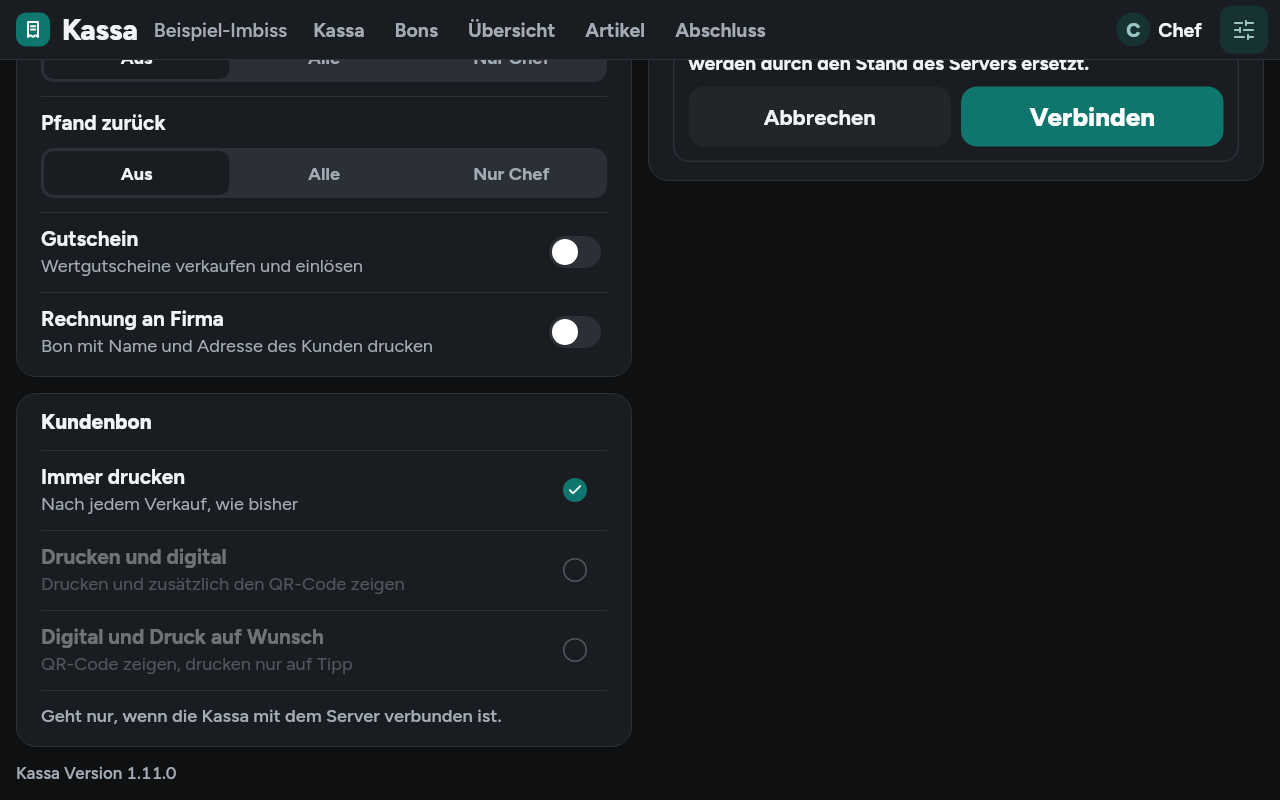 Kassa Beispiel-Imbiss Kassa Bons Übersicht Artikel Abschluss C Chef
Aus Alle Nur Chef
Pfand zurück
Aus Alle Nur Chef
Gutschein
Wertgutscheine verkaufen und einlösen
Rechnung an Firma
Bon mit Name und Adresse des Kunden drucken
Kundenbon
Immer drucken
Nach jedem Verkauf, wie bisher
Drucken und digital
Drucken und zusätzlich den QR-Code zeigen
Digital und Druck auf Wunsch
QR-Code zeigen, drucken nur auf Tipp
Geht nur, wenn die Kassa mit dem Server verbunden ist.
Kassa Version 1.11.0
werden durch den Stand des Servers ersetzt.
Abbrechen Verbinden